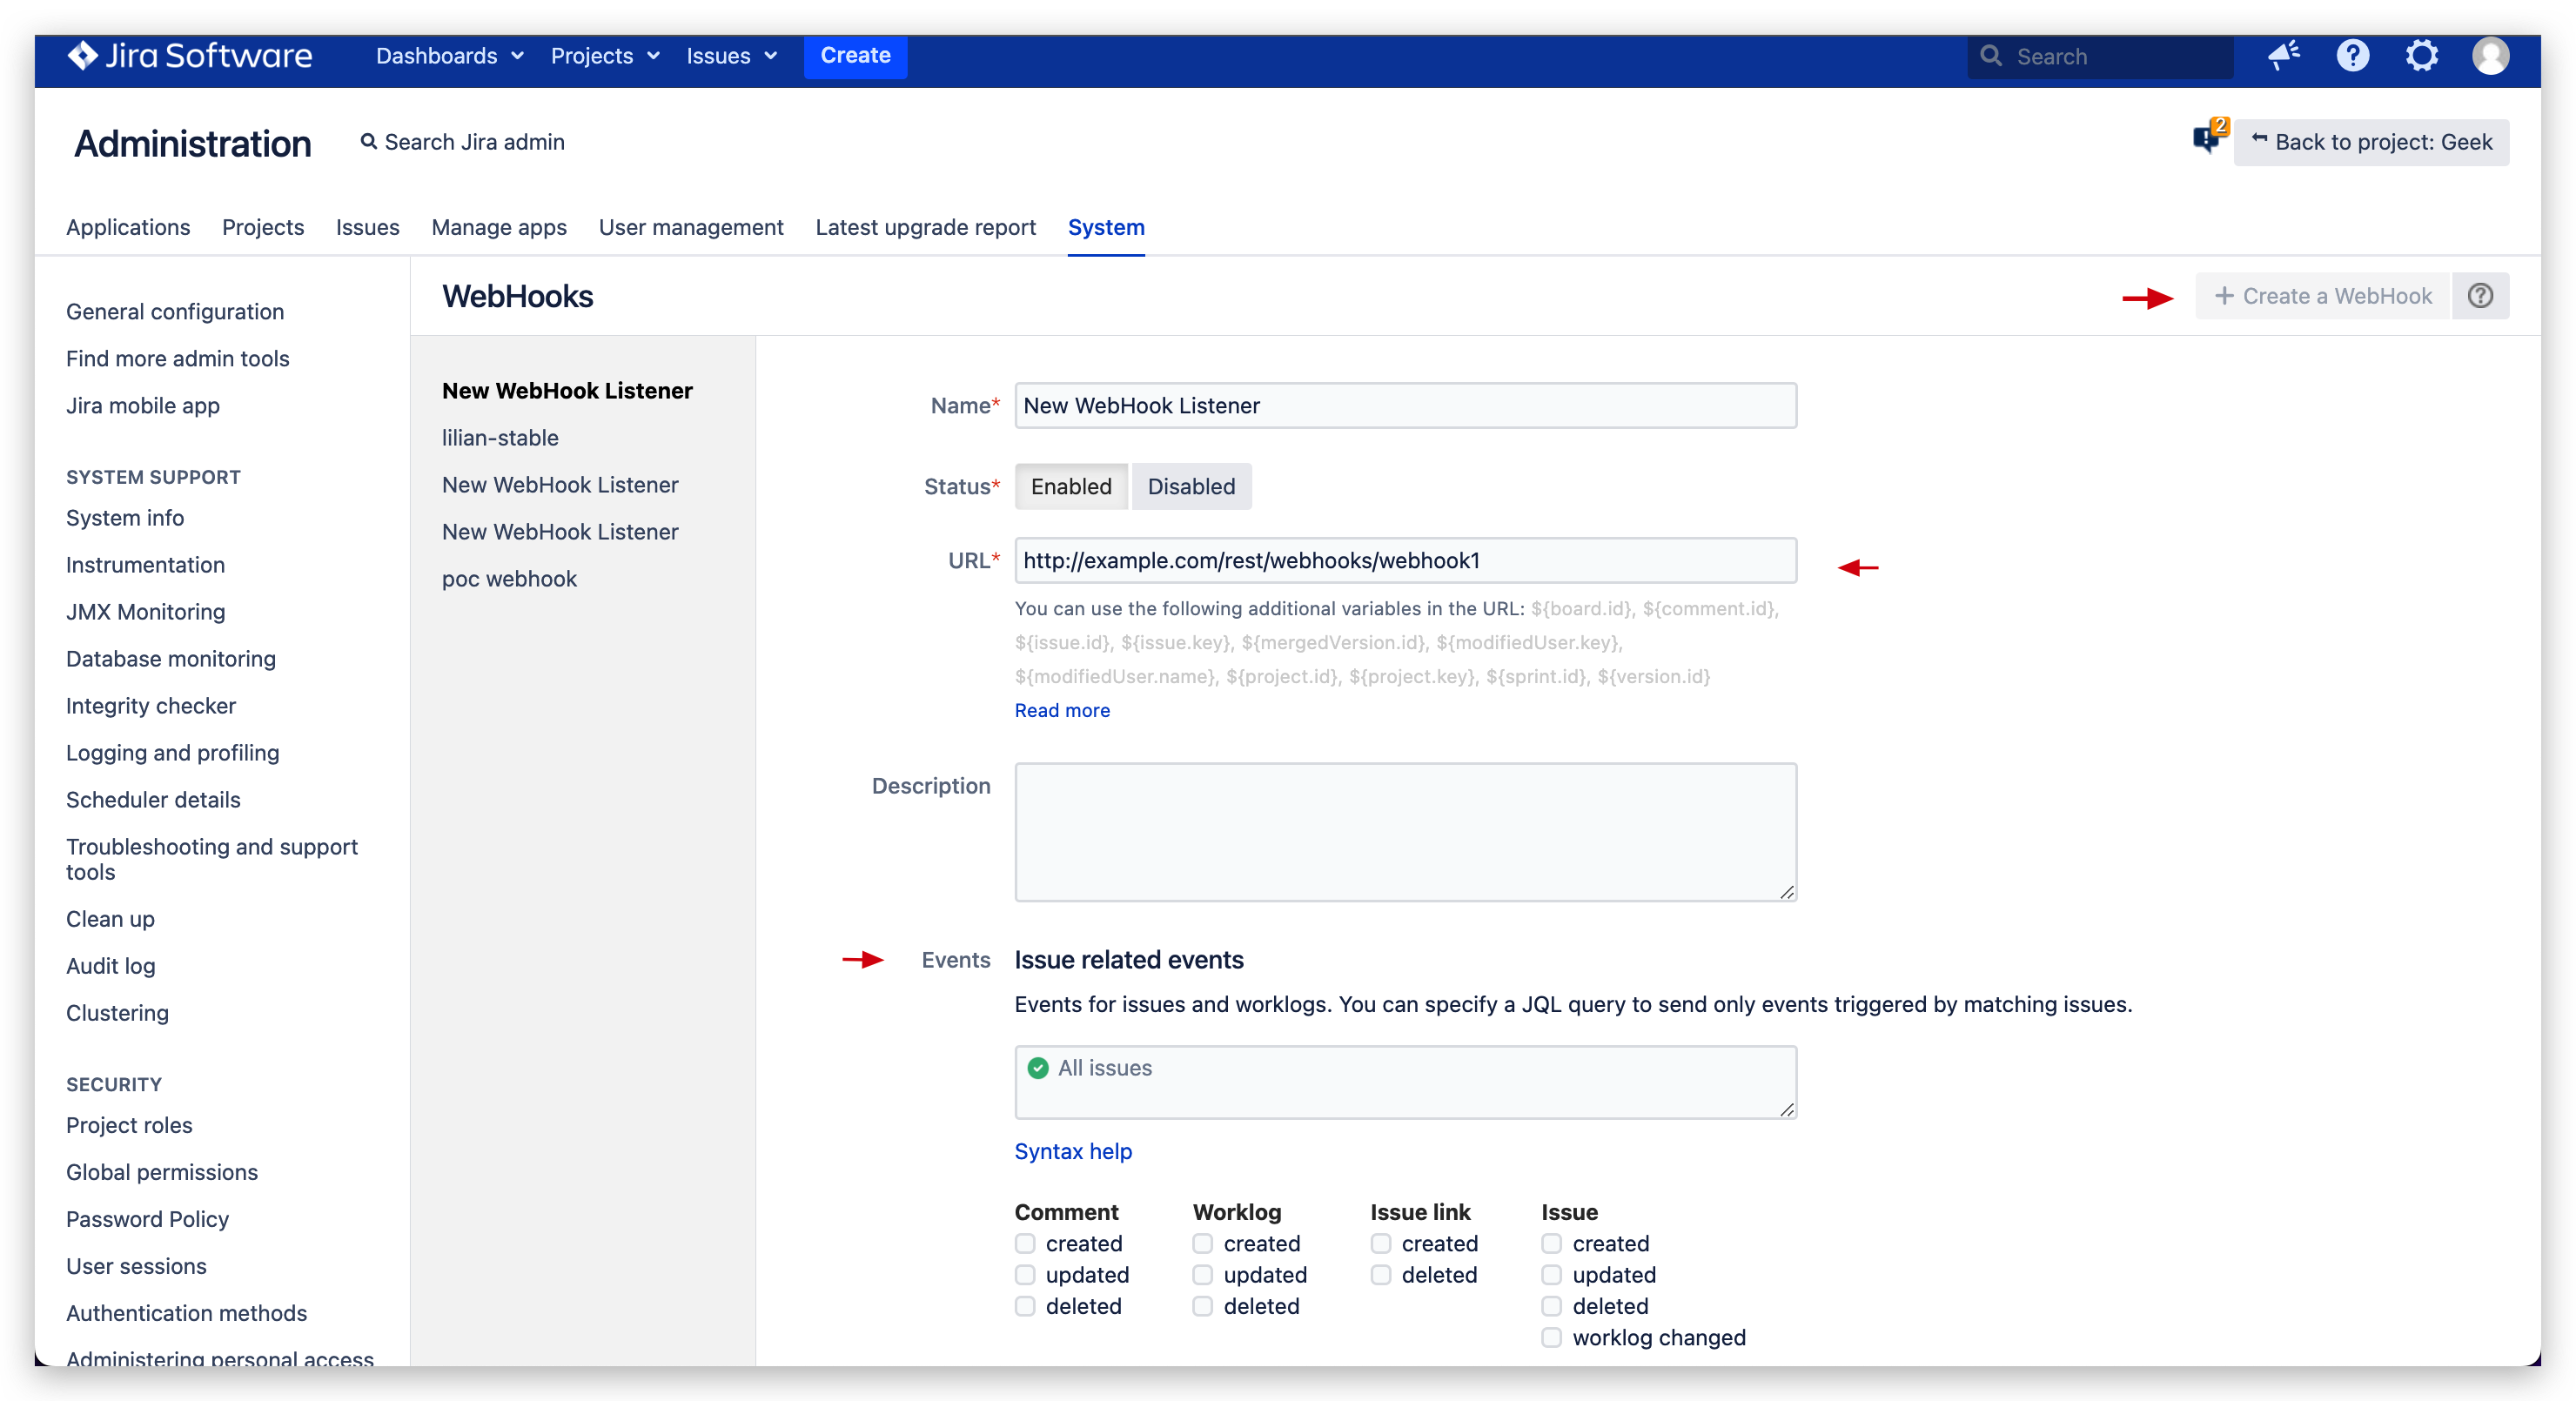 Jira Software Dashboards Projects Issues Create Search
Administration Search Jira admin 2 Back to project: Geek
Applications Projects Issues Manage apps User management Latest upgrade report System
General configuration
Find more admin tools
Jira mobile app
SYSTEM SUPPORT
System info
Instrumentation
JMX Monitoring
Database monitoring
Integrity checker
Logging and profiling
Scheduler details
Troubleshooting and support
tools
Clean up
Audit log
Clustering
SECURITY
Project roles
Global permissions
Password Policy
User sessions
Authentication methods
Administering personal access
WebHooks + Create a WebHook ?
New WebHook Listener
lilian-stable
New WebHook Listener
New WebHook Listener
poc webhook
Name* New WebHook Listener
Status* Enabled Disabled
URL* http://example.com/rest/webhooks/webhook1
You can use the following additional variables in the URL: ${board.id}, ${comment.id},
${issue.id}, ${issue.key}, ${mergedVersion.id}, ${modifiedUser.key},
${modifiedUser.name}, ${project.id}, ${project.key}, ${sprint.id}, ${version.id}
Read more
Description
Events Issue related events
Events for issues and worklogs. You can specify a JQL query to send only events triggered by matching issues.
All issues
Syntax help
Comment Worklog Issue link Issue
created created created created
updated updated deleted updated
deleted deleted deleted
worklog changed